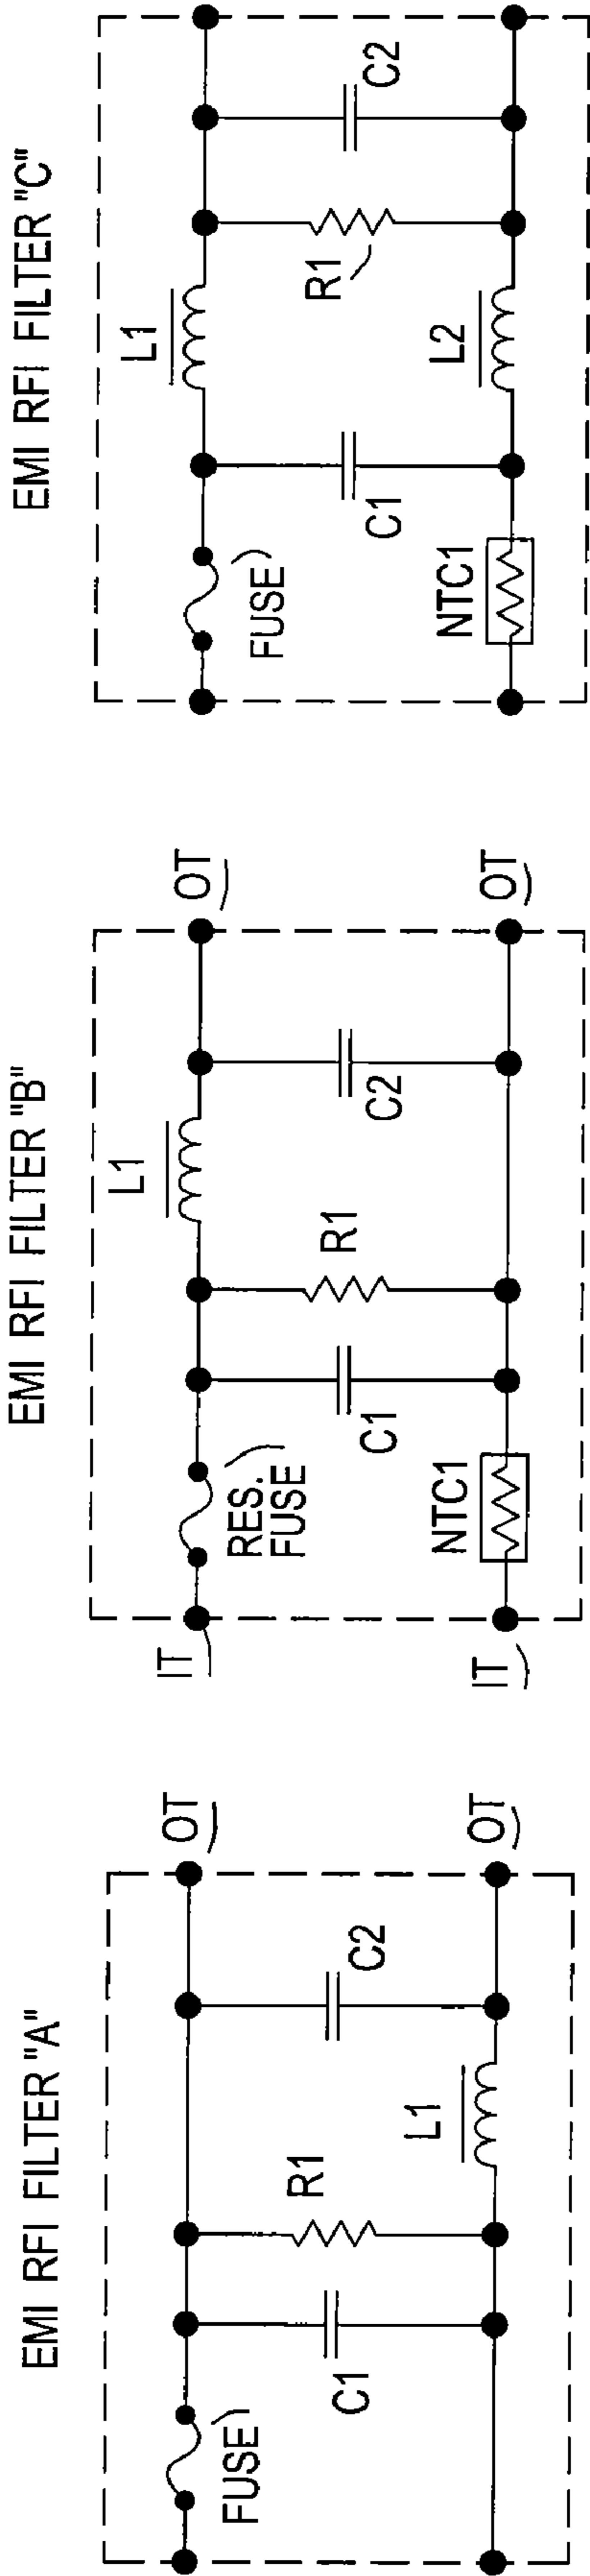 EMI RFI FILTER "A"
FUSE
C1
R1
L1
C2
OT
OT
EMI RFI FILTER "B"
IT
IT
RES.
FUSE
NTC1
C1
R1
L1
C2
OT
OT
EMI RFI FILTER "C"
FUSE
NTC1
C1
L1
R1
L2
C2